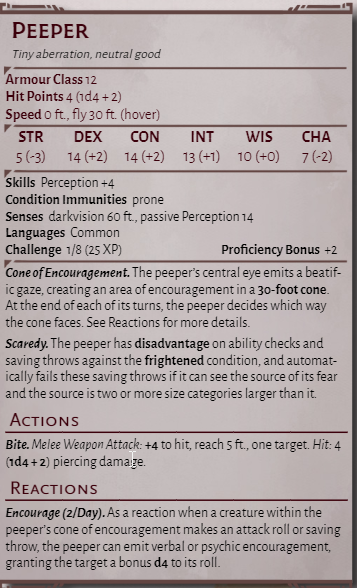 PEEPER
Tiny aberration, neutral good
Armour Class 12
Hit Points 4 (1d4 + 2)
Speed 0 ft., fly 30 ft. (hover)
STR DEX CON INT WIS CHA
5 (-3) 14 (+2) 14 (+2) 13 (+1) 10 (+0) 7 (-2)
Skills Perception +4
Condition Immunities prone
Senses darkvision 60 ft., passive Perception 14
Languages Common
Challenge 1/8 (25 XP) Proficiency Bonus +2
Cone of Encouragement. The peeper's central eye emits a beatif-
ic gaze, creating an area of encouragement in a 30-foot cone.
At the end of each of its turns, the peeper decides which way
the cone faces. See Reactions for more details.
Scaredy. The peeper has disadvantage on ability checks and
saving throws against the frightened condition, and automat-
ically fails these saving throws if it can see the source of its fear
and the source is two or more size categories larger than it.
ACTIONS
Bite. Melee Weapon Attack: +4 to hit, reach 5 ft., one target. Hit: 4
(1d4 + 2) piercing damage.
REACTIONS
Encourage (2/Day). As a reaction when a creature within the
peeper's cone of encouragement makes an attack roll or saving
throw, the peeper can emit verbal or psychic encouragement,
granting the target a bonus d4 to its roll.